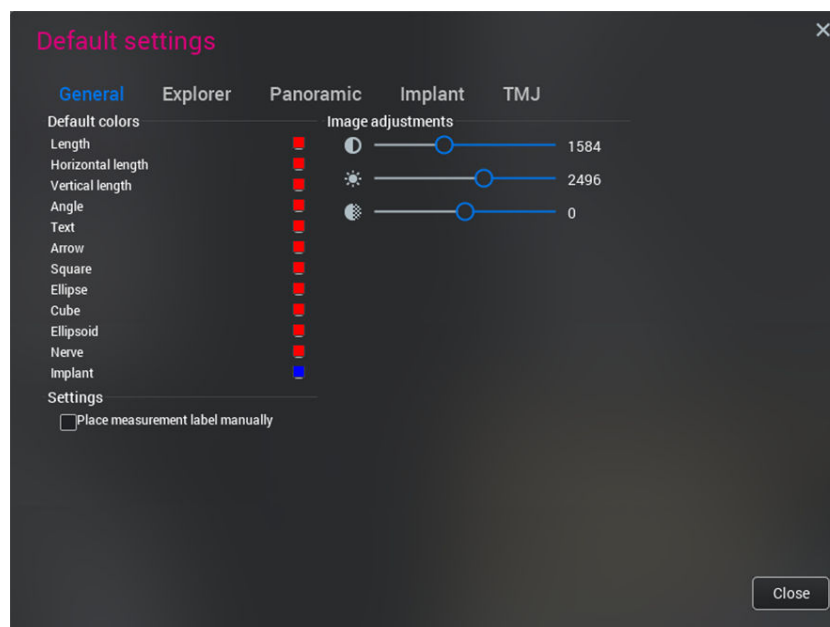 Default settings
General Explorer Panoramic Implant TMJ
Default colors
Length
Horizontal length
Vertical length
Angle
Text
Arrow
Square
Ellipse
Cube
Ellipsoid
Nerve
Implant
Settings
Place measurement label manually
Image adjustments
1584
2496
0
Close